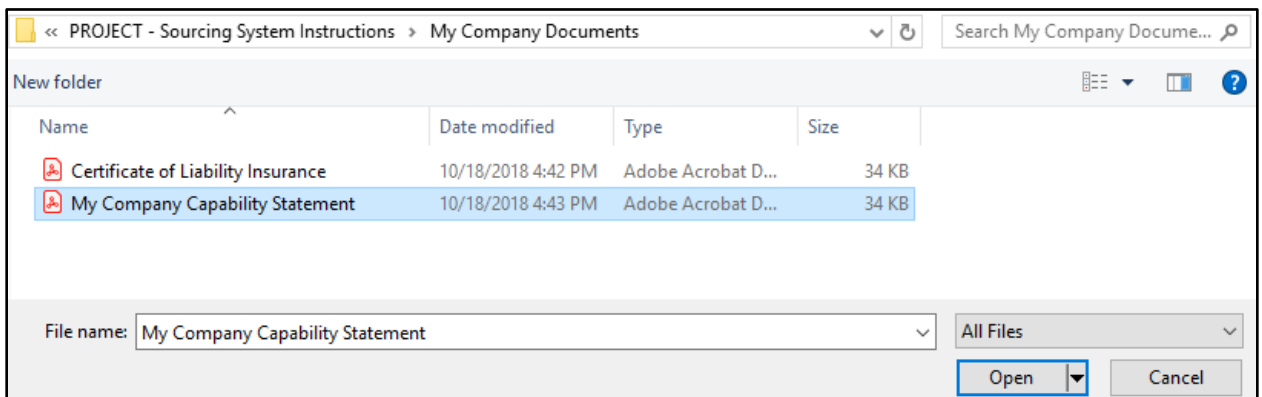 « PROJECT - Sourcing System Instructions > My Company Documents Search My Company Docume...
New folder ?
Name Date modified Type Size
Certificate of Liability Insurance 10/18/2018 4:42 PM Adobe Acrobat D... 34 KB
My Company Capability Statement 10/18/2018 4:43 PM Adobe Acrobat D... 34 KB
File name: My Company Capability Statement All Files
Open Cancel